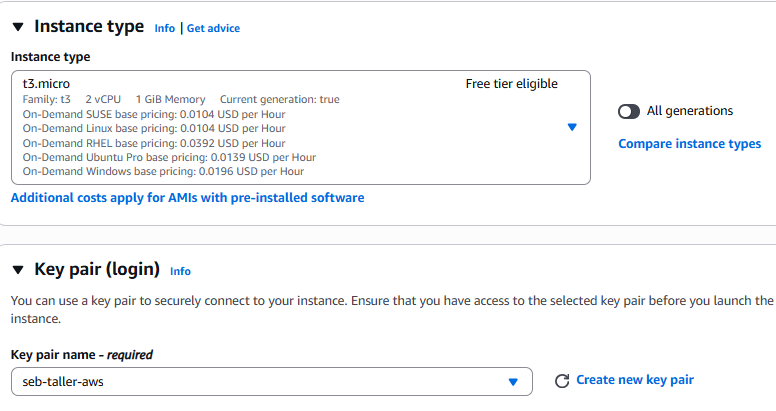 Instance type Info | Get advice
Instance type
t3.micro Free tier eligible
Family: t3 2 vCPU 1 GiB Memory Current generation: true
On-Demand SUSE base pricing: 0.0104 USD per Hour
On-Demand Linux base pricing: 0.0104 USD per Hour
On-Demand RHEL base pricing: 0.0392 USD per Hour
On-Demand Ubuntu Pro base pricing: 0.0139 USD per Hour
On-Demand Windows base pricing: 0.0196 USD per Hour
All generations
Compare instance types
Additional costs apply for AMIs with pre-installed software
Key pair (login) Info
You can use a key pair to securely connect to your instance. Ensure that you have access to the selected key pair before you launch the
instance.
Key pair name - required
seb-taller-aws
Create new key pair